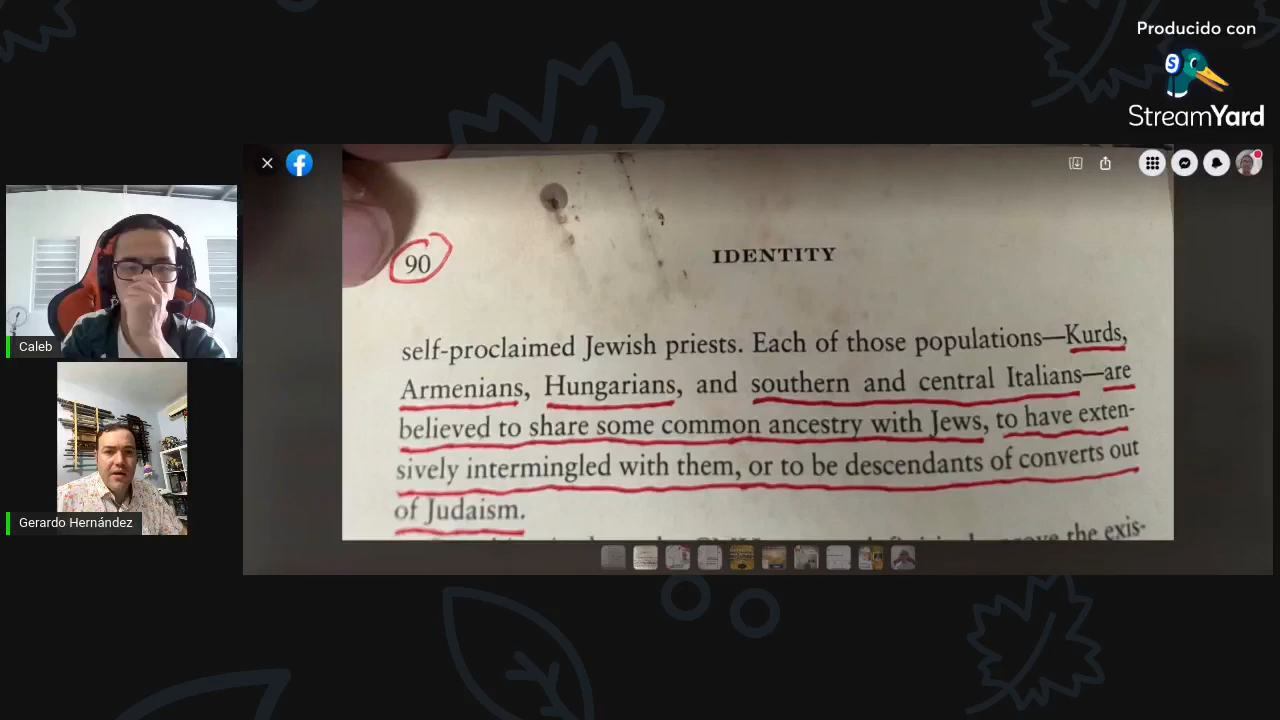 Producido con
S
StreamYard
90
IDENTITY
self-proclaimed Jewish priests. Each of those populations—Kurds,
Armenians, Hungarians, and southern and central Italians—are
believed to share some common ancestry with Jews, to have exten-
sively intermingled with them, or to be descendants of converts out
of Judaism.
the exis-
Caleb
Gerardo Hernández